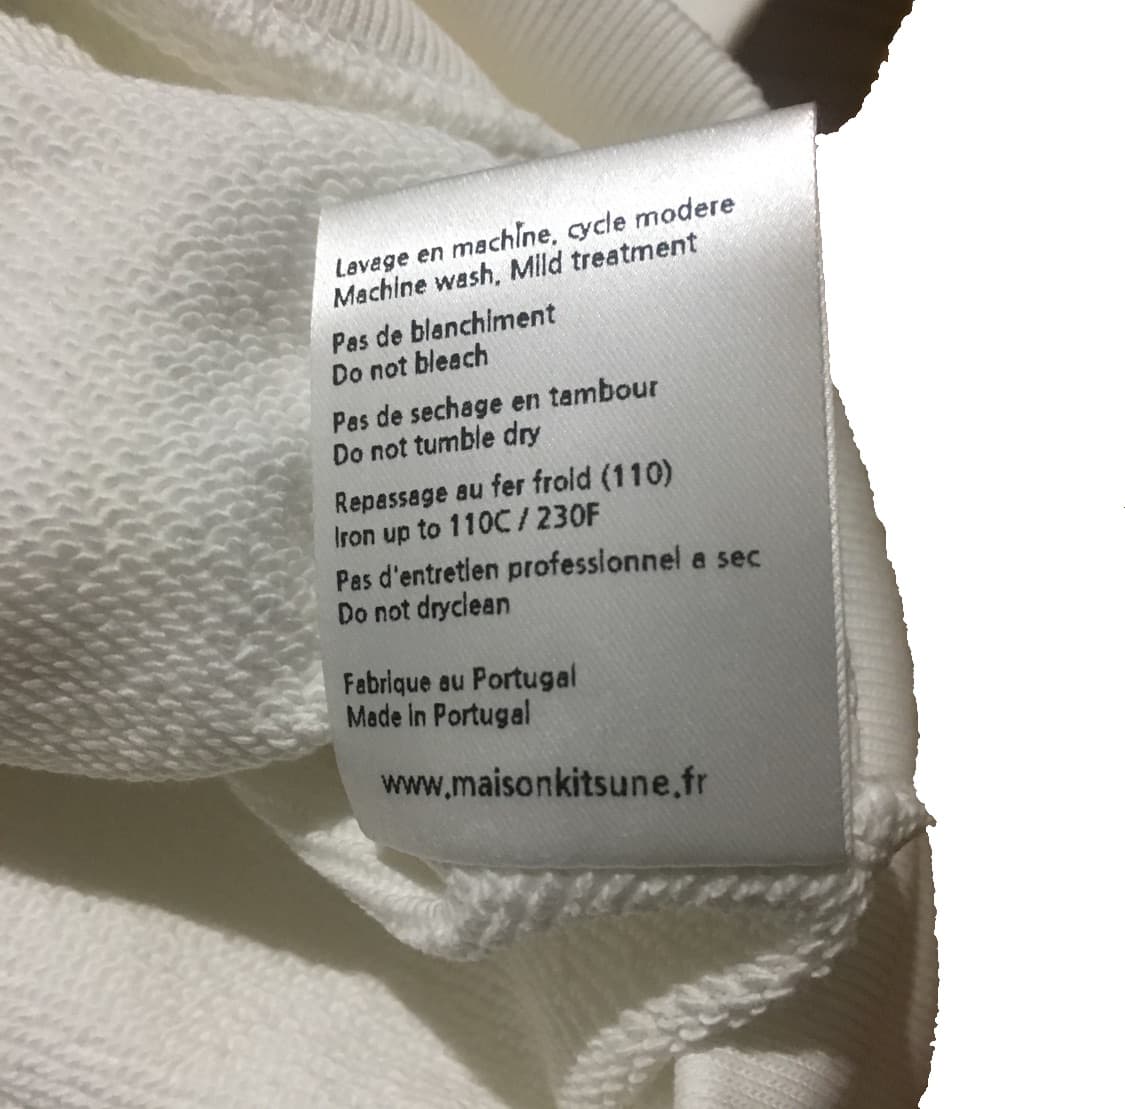 Lavage en machine, cycle modere
Machine wash, Mild treatment
Pas de blanchiment
Do not bleach
Pas de sechage en tambour
Do not tumble dry
Repassage au fer froid (110)
Iron up to 110C / 230F
Pas d'entretien professionnel a sec
Do not dryclean
Fabrique au Portugal
Made in Portugal
www.maisonkitsune.fr